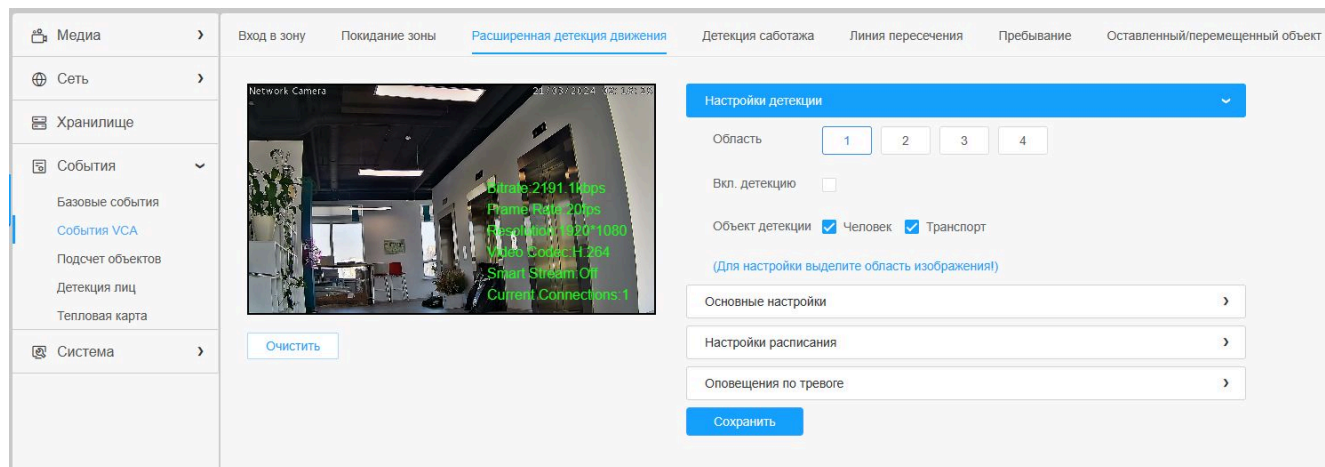 Медиа
Сеть
Хранилище
События
Базовые события
События VCA
Подсчет объектов
Детекция лиц
Тепловая карта
Система
Вход в зону Покидание зоны Расширенная детекция движения Детекция саботажа Линия пересечения Пребывание Оставленный/перемещенный объект
Network Camera 21/03/2024
Bitrate:2191.1kbps
Frame Rate:20fps
Resolution:1920*1080
Video Codec:H.264
Smart Stream:Off
Current Connections:1
Очистить
Настройки детекции
Область 1 2 3 4
Вкл. детекцию
Объект детекции Человек Транспорт
(Для настройки выделите область изображения!)
Основные настройки
Настройки расписания
Оповещения по тревоге
Сохранить